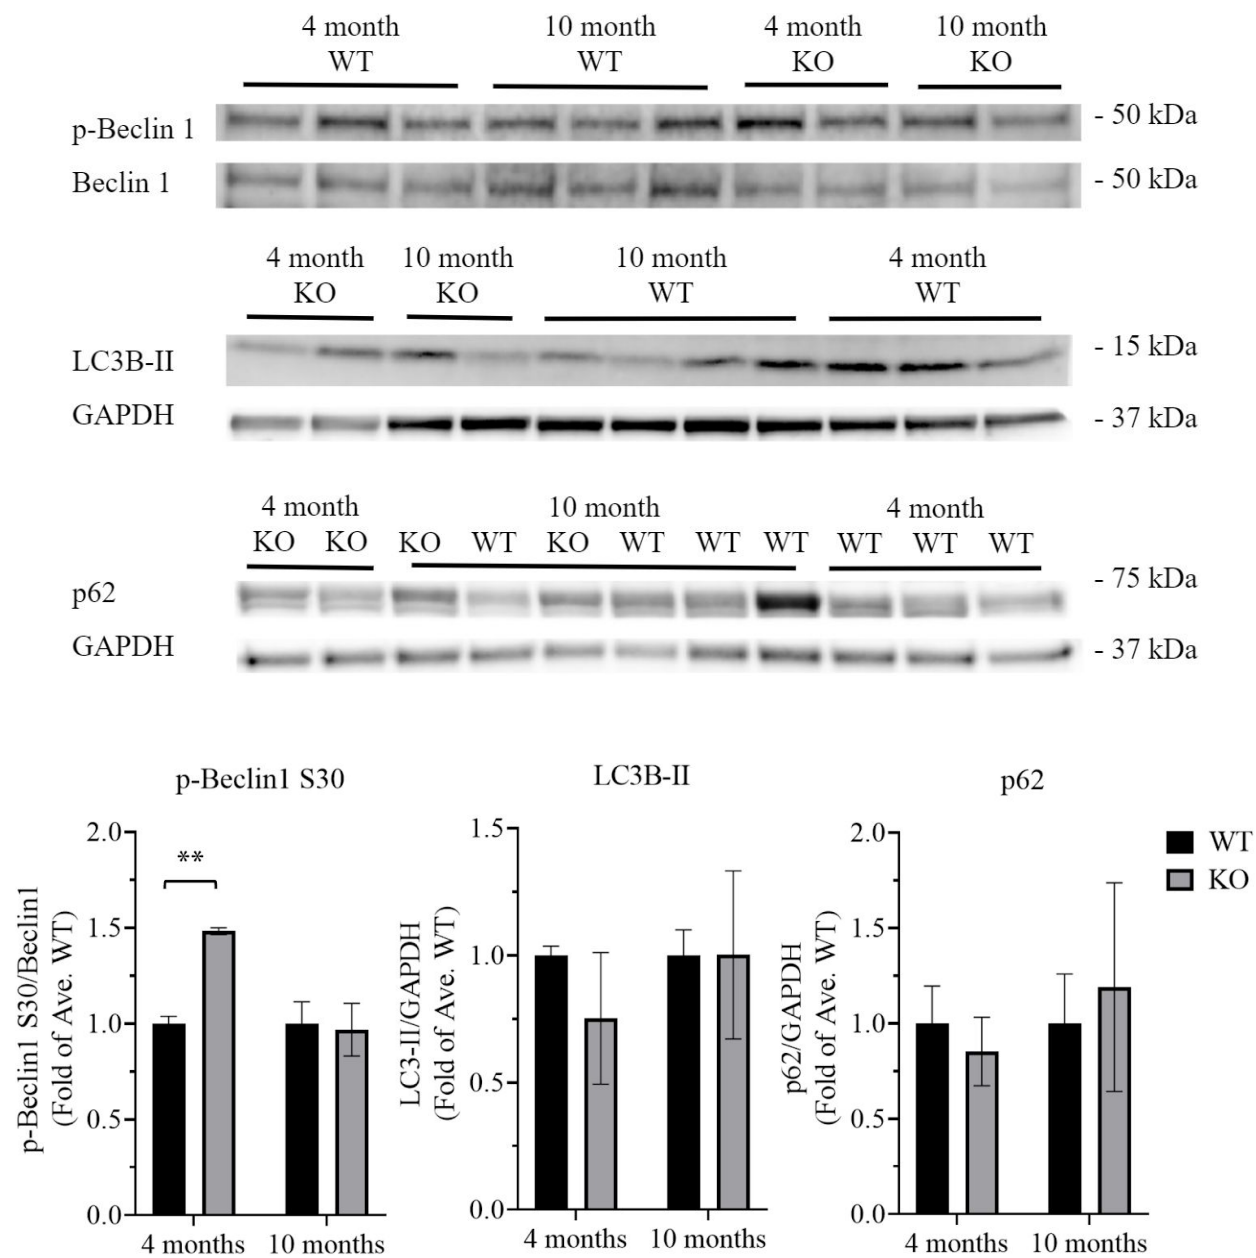 4 month 10 month 4 month 10 month
WT WT KO KO
p-Beclin 1 - 50 kDa
Beclin 1 - 50 kDa
4 month 10 month 10 month 4 month
KO KO WT WT
LC3B-II - 15 kDa
GAPDH - 37 kDa
4 month 10 month 4 month
KO KO KO WT KO WT WT WT WT WT WT
p62 - 75 kDa
GAPDH - 37 kDa
p-Beclin1 S30
p-Beclin1 S30/Beclin1
(Fold of Ave. WT)
2.0
1.5
1.0
0.5
0.0
**
4 months 10 months
LC3B-II
LC3-II/GAPDH
(Fold of Ave. WT)
1.5
1.0
0.5
0.0
4 months 10 months
p62
p62/GAPDH
(Fold of Ave. WT)
2.0
1.5
1.0
0.5
0.0
4 months 10 months
WT
KO